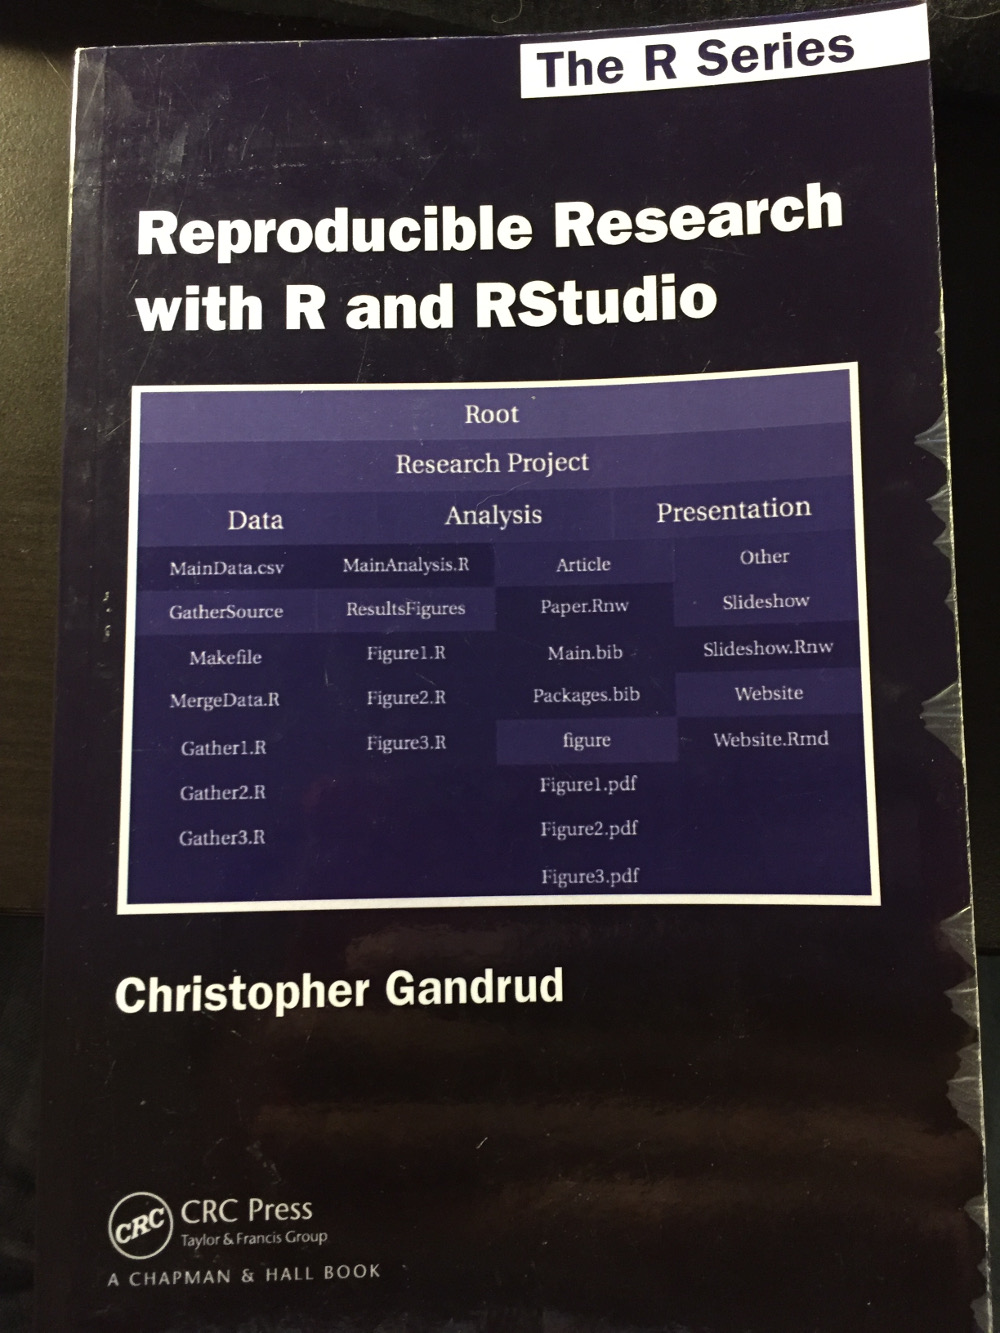 The R Series
Reproducible Research
with R and RStudio
Root
Research Project
Data Analysis Presentation
MainData.csv MainAnalysis.R Article Other
GatherSource ResultsFigures Paper.Rnw Slideshow
Makefile Figure1.R Main.bib Slideshow.Rnw
MergeData.R Figure2.R Packages.bib Website
Gather1.R Figure3.R figure Website.Rmd
Gather2.R Figure1.pdf
Gather3.R Figure2.pdf
Figure3.pdf
Christopher Gandrud
CRC CRC Press
Taylor & Francis Group
A CHAPMAN & HALL BOOK